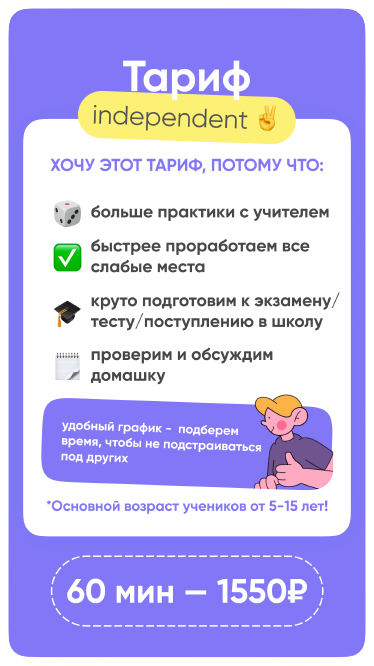 Тариф
independent ✌️
ХОЧУ ЭТОТ ТАРИФ, ПОТОМУ ЧТО:
больше практики с учителем
быстрее проработаем все
слабые места
круто подготовим к экзамену/
тесту/поступлению в школу
проверим и обсуждим
домашку
удобный график - подберем
время, чтобы не подстраиваться
под других
*Основной возраст учеников от 5-15 лет!
60 мин — 1550₽